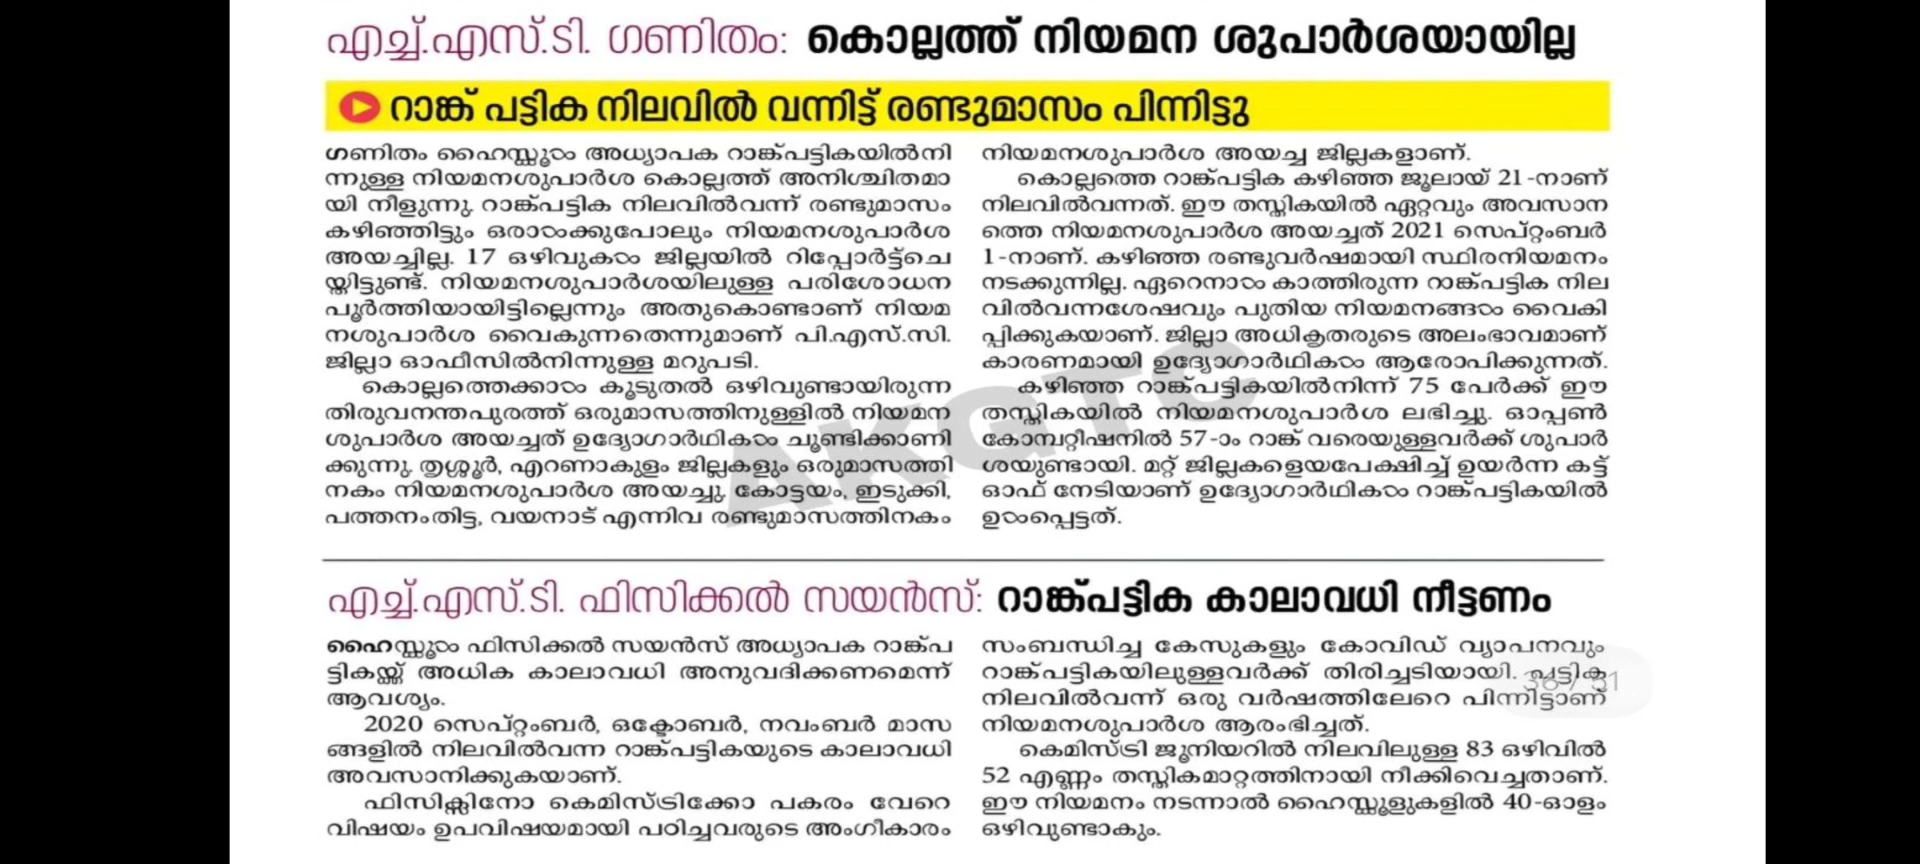 എച്ച്.എസ്.ടി. ഗണിതം: കൊല്ലത്ത് നിയമന ശുപാർശയായില്ല
റാങ്ക് പട്ടിക നിലവിൽ വന്നിട്ട് രണ്ടുമാസം പിന്നിട്ടു
ഗണിതം ഹൈസ്കൂൾ അധ്യാപക റാങ്ക്പട്ടികയിൽനി
ന്നുള്ള നിയമനശുപാർശ കൊല്ലത്ത് അനിശ്ചിതമാ
യി നീളുന്നു. റാങ്ക്പട്ടിക നിലവിൽവന്ന് രണ്ടുമാസം
കഴിഞ്ഞിട്ടും ഒരാൾക്കുപോലും നിയമനശുപാർശ
അയച്ചില്ല. 17 ഒഴിവുകൾ ജില്ലയിൽ റിപ്പോർട്ട്ചെ
യ്തിട്ടുണ്ട്. നിയമനശുപാർശയിലുള്ള പരിശോധന
പൂർത്തിയായിട്ടില്ലെന്നും അതുകൊണ്ടാണ് നിയമ
നശുപാർശ വൈകുന്നതെന്നുമാണ് പി.എസ്.സി.
ജില്ലാ ഓഫീസിൽനിന്നുള്ള മറുപടി.
കൊല്ലത്തെക്കാൾ കൂടുതൽ ഒഴിവുണ്ടായിരുന്ന
തിരുവനന്തപുരത്ത് ഒരുമാസത്തിനുള്ളിൽ നിയമന
ശുപാർശ അയച്ചത് ഉദ്യോഗാർഥികൾ ചൂണ്ടിക്കാണി
ക്കുന്നു. തൃശ്ശൂർ, എറണാകുളം ജില്ലകളും ഒരുമാസത്തി
നകം നിയമനശുപാർശ അയച്ചു. കോട്ടയം, ഇടുക്കി,
പത്തനംതിട്ട, വയനാട് എന്നിവ രണ്ടുമാസത്തിനകം
നിയമനശുപാർശ അയച്ച ജില്ലകളാണ്.
കൊല്ലത്തെ റാങ്ക്പട്ടിക കഴിഞ്ഞ ജൂലായ് 21-നാണ്
നിലവിൽവന്നത്. ഈ തസ്തികയിൽ ഏറ്റവും അവസാന
ത്തെ നിയമനശുപാർശ അയച്ചത് 2021 സെപ്റ്റംബർ
1-നാണ്. കഴിഞ്ഞ രണ്ടുവർഷമായി സ്ഥിരനിയമനം
നടക്കുന്നില്ല. ഏറെനാൾ കാത്തിരുന്ന റാങ്ക്പട്ടിക നില
വിൽവന്നശേഷവും പുതിയ നിയമനങ്ങൾ വൈകി
പ്പിക്കുകയാണ്. ജില്ലാ അധികൃതരുടെ അലംഭാവമാണ്
കാരണമായി ഉദ്യോഗാർഥികൾ ആരോപിക്കുന്നത്.
കഴിഞ്ഞ റാങ്ക്പട്ടികയിൽനിന്ന് 75 പേർക്ക് ഈ
തസ്തികയിൽ നിയമനശുപാർശ ലഭിച്ചു. ഓപ്പൺ
കോമ്പറ്റീഷനിൽ 57-ാം റാങ്ക് വരെയുള്ളവർക്ക് ശുപാർ
ശയുണ്ടായി. മറ്റ് ജില്ലകളെയപേക്ഷിച്ച് ഉയർന്ന കട്ട്
ഓഫ് നേടിയാണ് ഉദ്യോഗാർഥികൾ റാങ്ക്പട്ടികയിൽ
ഉൾപ്പെട്ടത്.
AKGTC
എച്ച്.എസ്.ടി. ഫിസിക്കൽ സയൻസ്: റാങ്ക്പട്ടിക കാലാവധി നീട്ടണം
ഹൈസ്കൂൾ ഫിസിക്കൽ സയൻസ് അധ്യാപക റാങ്ക്പ
ട്ടികയ്ക്ക് അധിക കാലാവധി അനുവദിക്കണമെന്ന്
ആവശ്യം.
2020 സെപ്റ്റംബർ, ഒക്ടോബർ, നവംബർ മാസ
ങ്ങളിൽ നിലവിൽവന്ന റാങ്ക്പട്ടികയുടെ കാലാവധി
അവസാനിക്കുകയാണ്.
ഫിസിക്സിനോ കെമിസ്ട്രിക്കോ പകരം വേറെ
വിഷയം ഉപവിഷയമായി പഠിച്ചവരുടെ അംഗീകാരം
സംബന്ധിച്ച കേസുകളും കോവിഡ് വ്യാപനവും
റാങ്ക്പട്ടികയിലുള്ളവർക്ക് തിരിച്ചടിയായി. പട്ടിക
നിലവിൽവന്ന് ഒരു വർഷത്തിലേറെ പിന്നിട്ടാണ്
നിയമനശുപാർശ ആരംഭിച്ചത്.
കെമിസ്ട്രി ജൂനിയറിൽ നിലവിലുള്ള 83 ഒഴിവിൽ
52 എണ്ണം തസ്തികമാറ്റത്തിനായി നീക്കിവെച്ചതാണ്.
ഈ നിയമനം നടന്നാൽ ഹൈസ്കൂളുകളിൽ 40-ഓളം
ഒഴിവുണ്ടാകും.
36 / 51